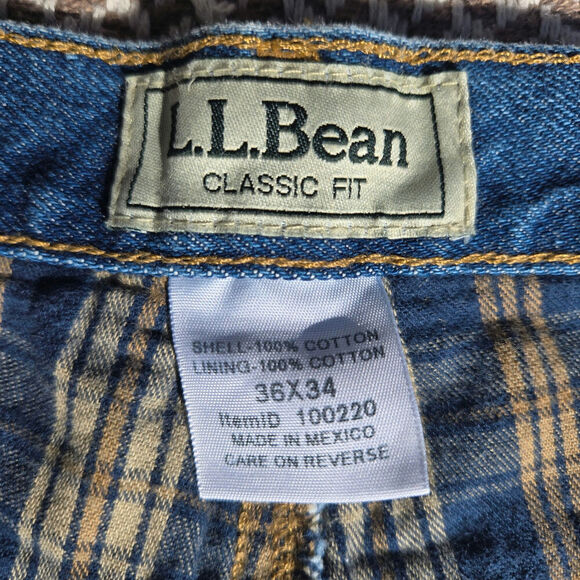 L.L.Bean
CLASSIC FIT
SHELL-100% COTTON
LINING-100% COTTON
36X34
ItemID 100220
MADE IN MEXICO
CARE ON REVERSE